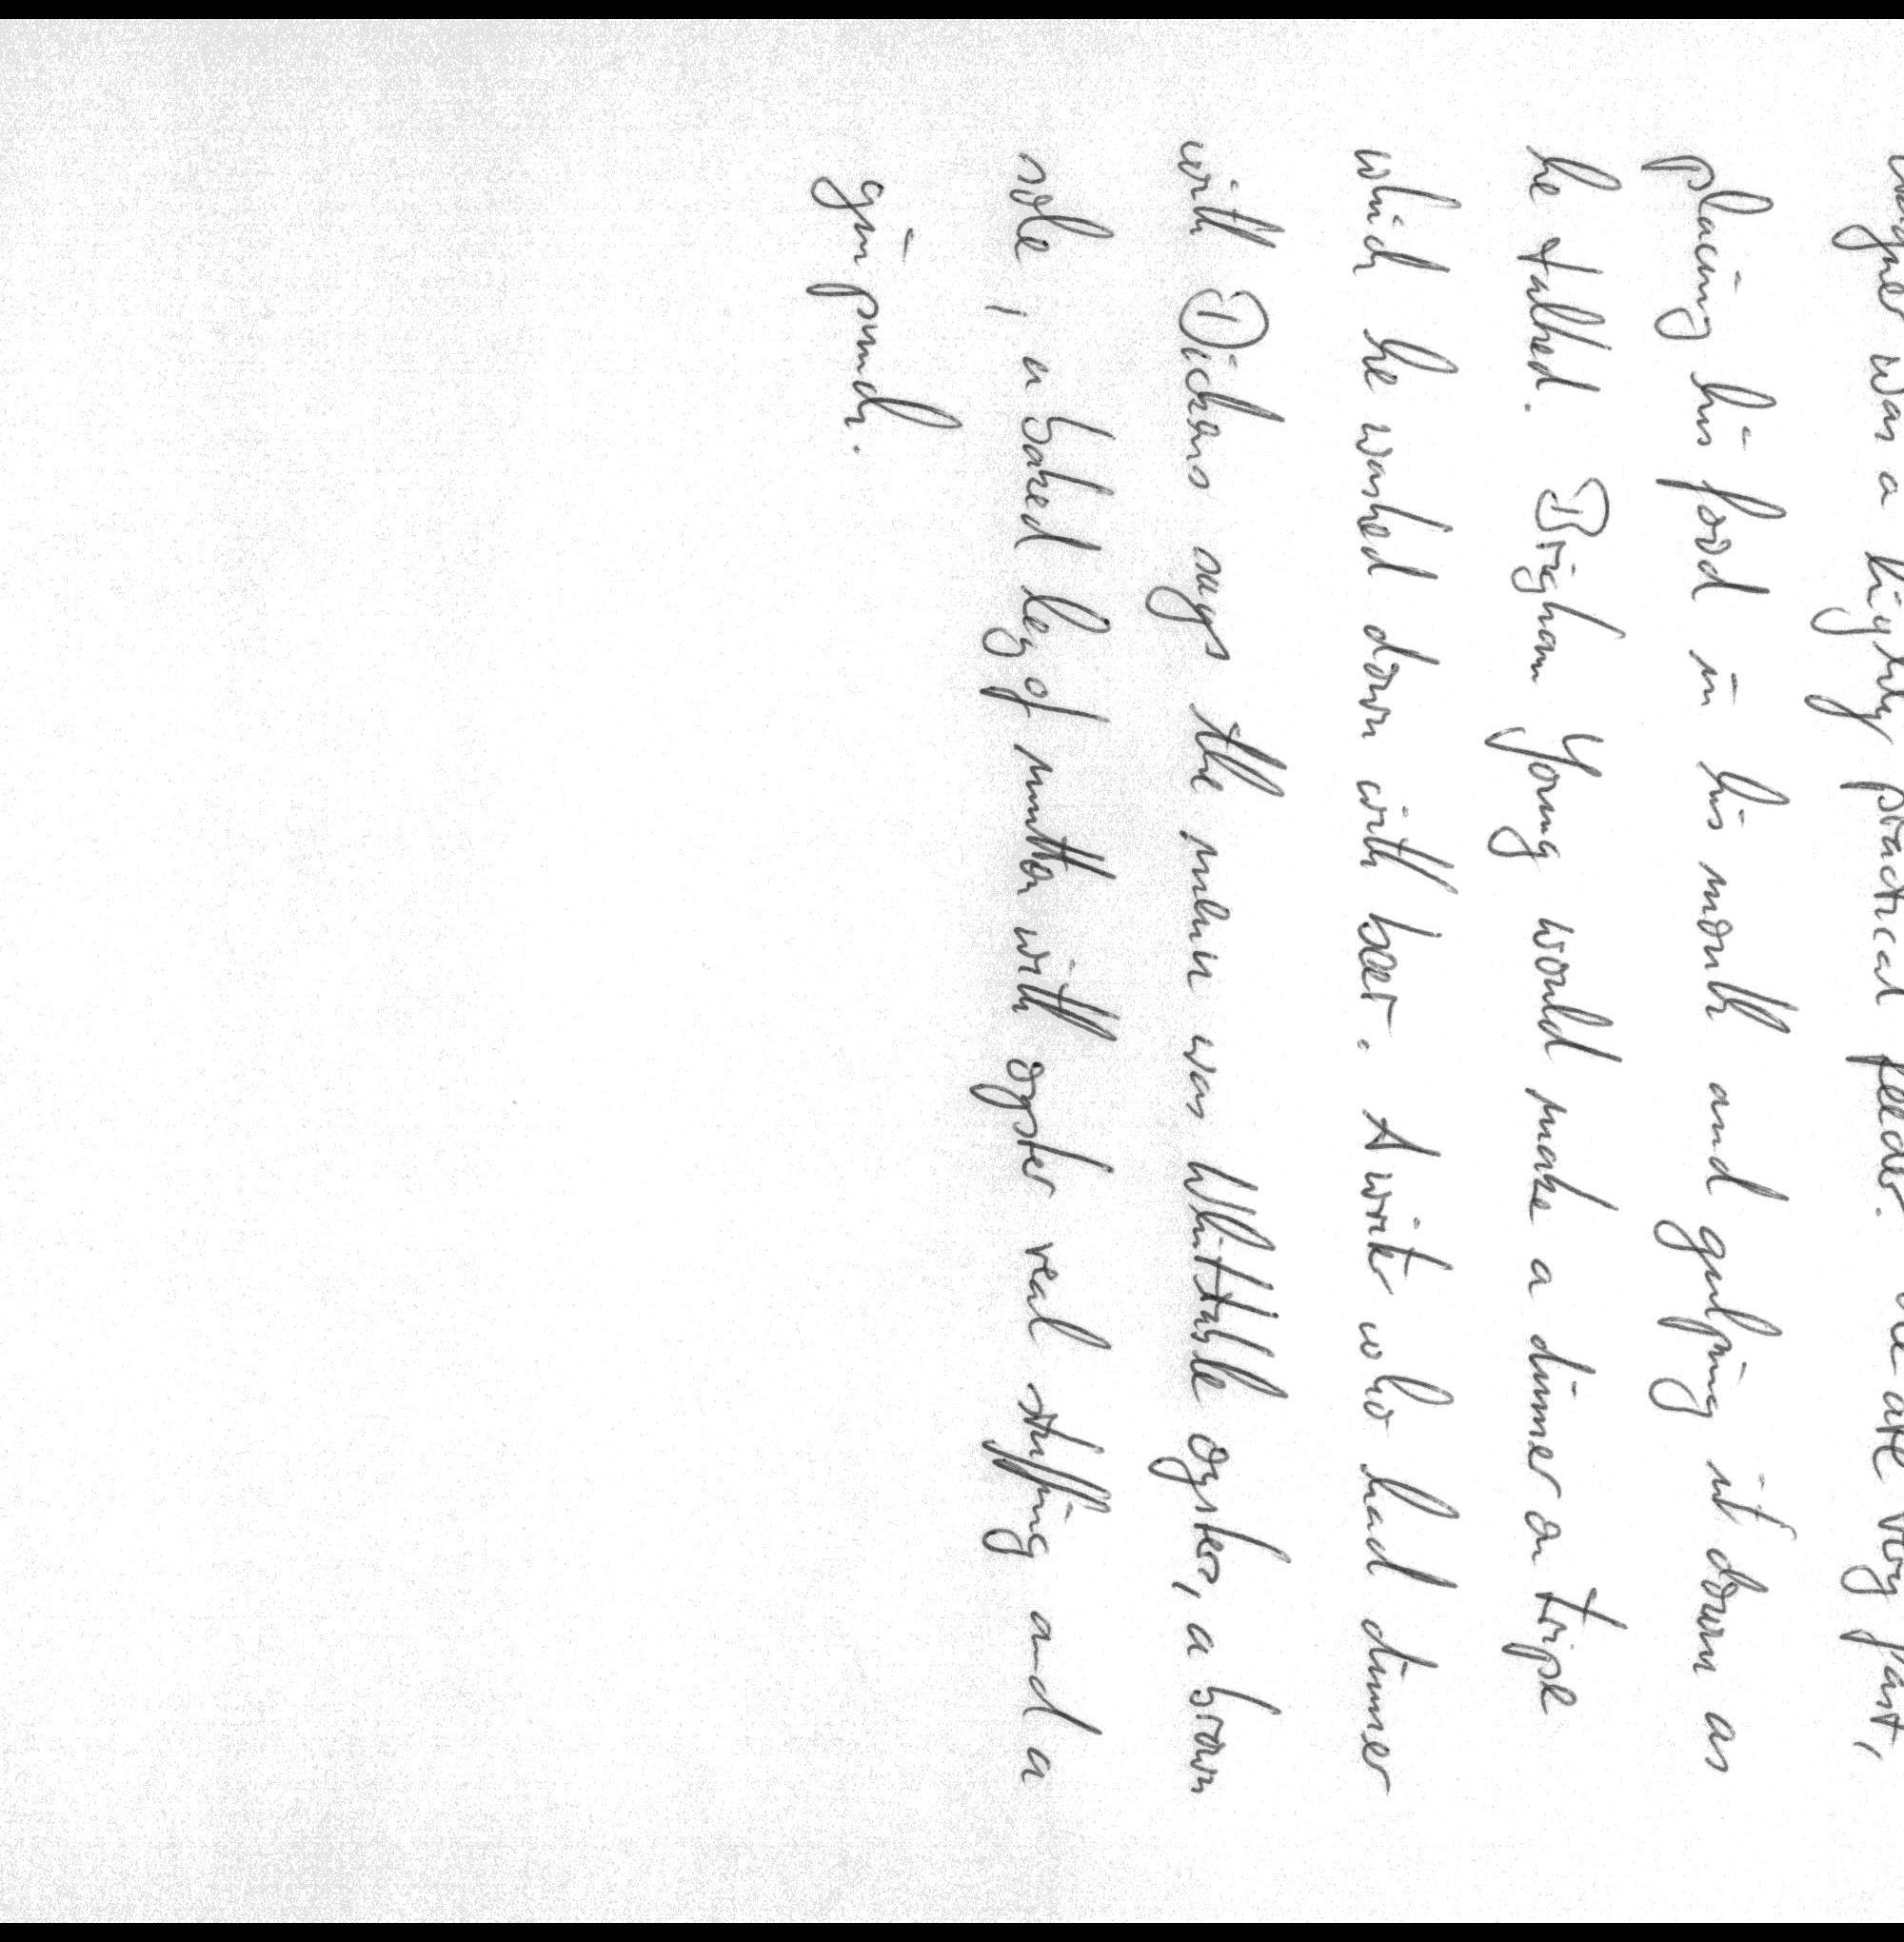 Wagner was a highly practical feeder. He ate very fast,
placing his food in his mouth and gulping it down as
he talked. Brigham Young would make a dinner on tripe
which he washed down with beer. A writer who had dinner
with Dickens says the menu was Whittable oysters, a brown
sole, a baked leg of mutton with oyster veal stuffing and a
gin punch.